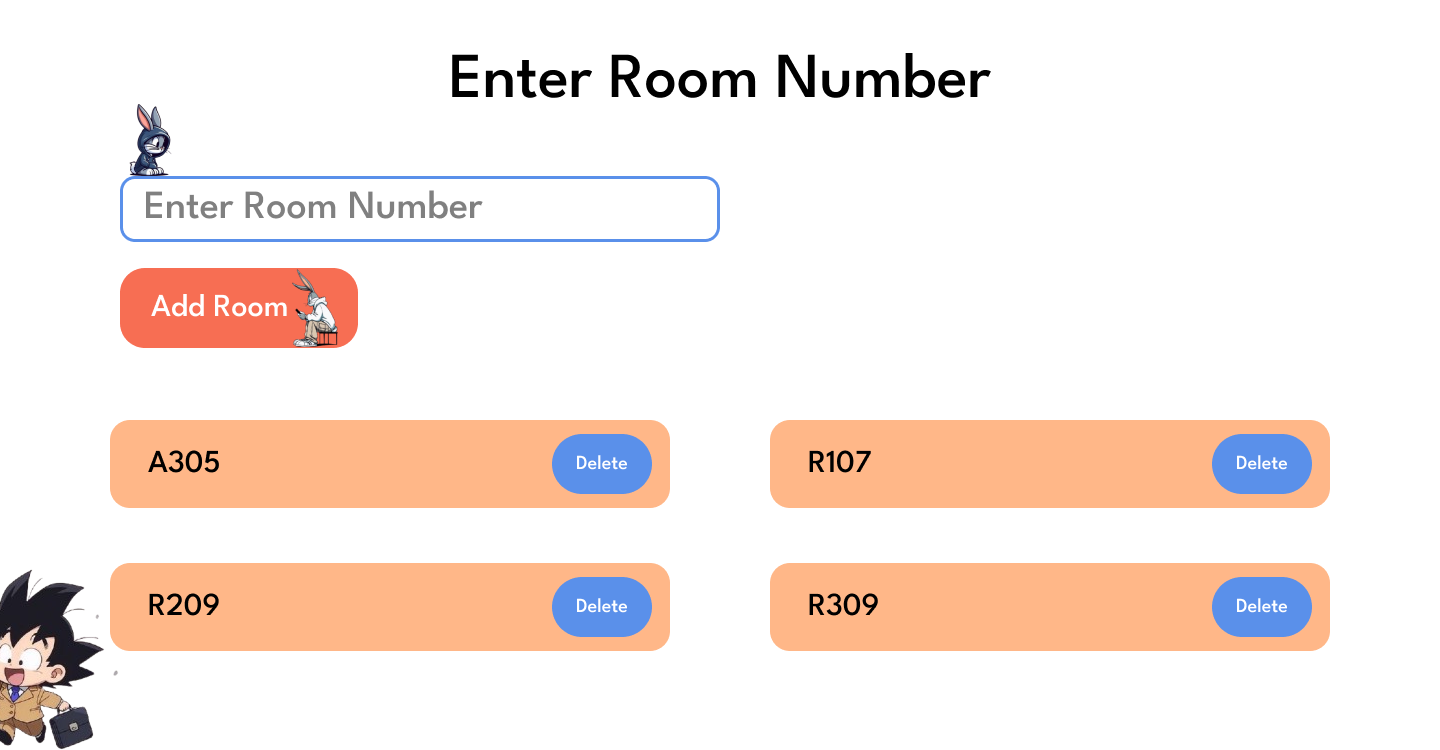 Enter Room Number
Enter Room Number
Add Room
A305 Delete
R107 Delete
R209 Delete
R309 Delete